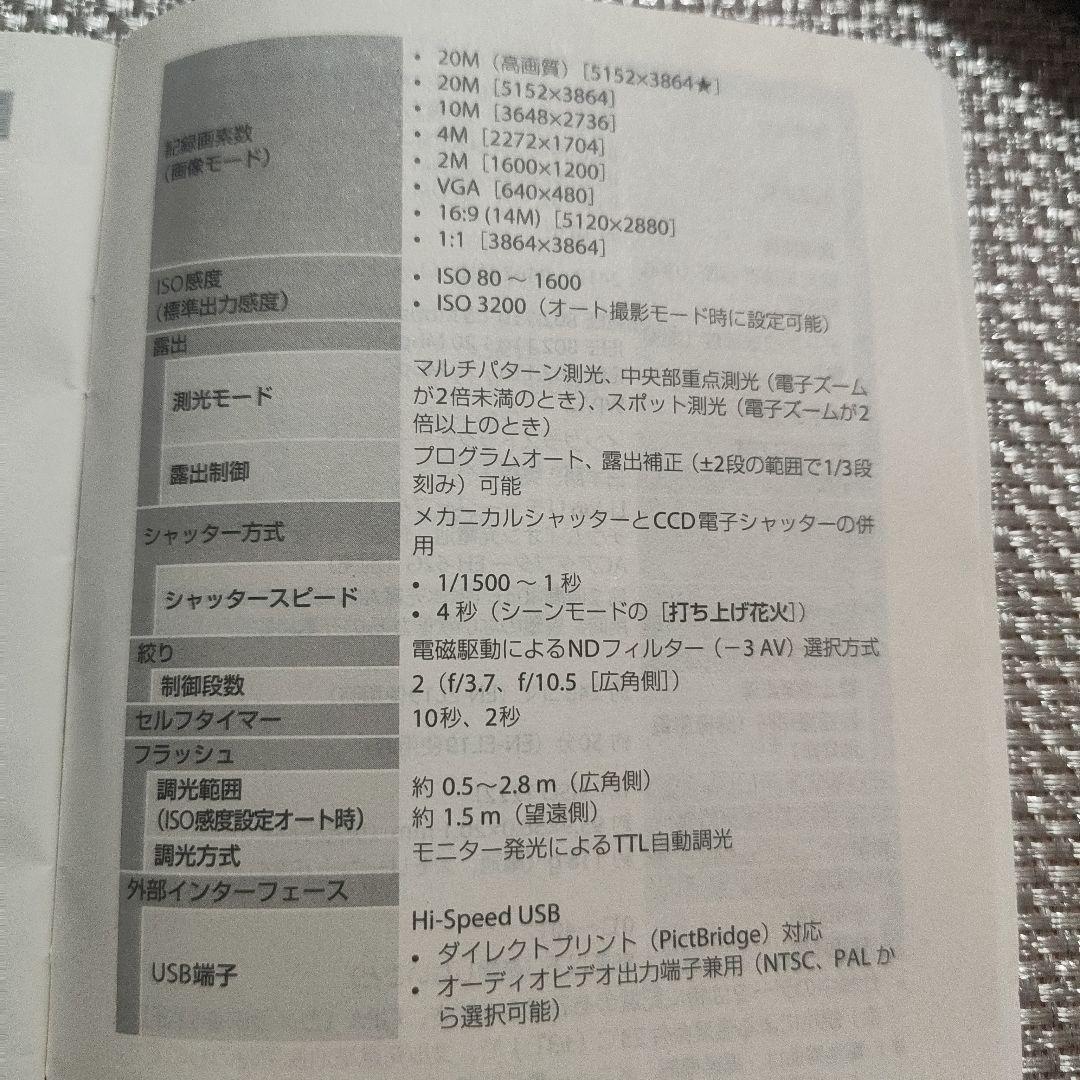 記録画素数
(画像モード)
• 20M（高画質）[5152×3864★]
• 20M [5152×3864]
• 10M [3648×2736]
• 4M [2272×1704]
• 2M [1600×1200]
• VGA [640×480]
• 16:9 (14M) [5120×2880]
• 1:1 [3864×3864]
ISO感度
(標準出力感度)
• ISO 80 ～ 1600
• ISO 3200（オート撮影モード時に設定可能）
露出
測光モード
マルチパターン測光、中央部重点測光（電子ズーム
が2倍未満のとき）、スポット測光（電子ズームが2
倍以上のとき）
露出制御
プログラムオート、露出補正（±2段の範囲で1/3段
刻み）可能
シャッター方式
メカニカルシャッターとCCD電子シャッターの併
用
シャッタースピード
• 1/1500 ～ 1 秒
• 4 秒（シーンモードの［打ち上げ花火］）
絞り
電磁駆動によるNDフィルター（－3 AV）選択方式
制御段数
2（f/3.7、f/10.5［広角側］）
セルフタイマー
10秒、2秒
フラッシュ
調光範囲
(ISO感度設定オート時)
約 0.5～2.8 m（広角側）
約 1.5 m（望遠側）
調光方式
モニター発光によるTTL自動調光
外部インターフェース
USB端子
Hi-Speed USB
• ダイレクトプリント（PictBridge）対応
• オーディオビデオ出力端子兼用（NTSC、PAL か
ら選択可能）